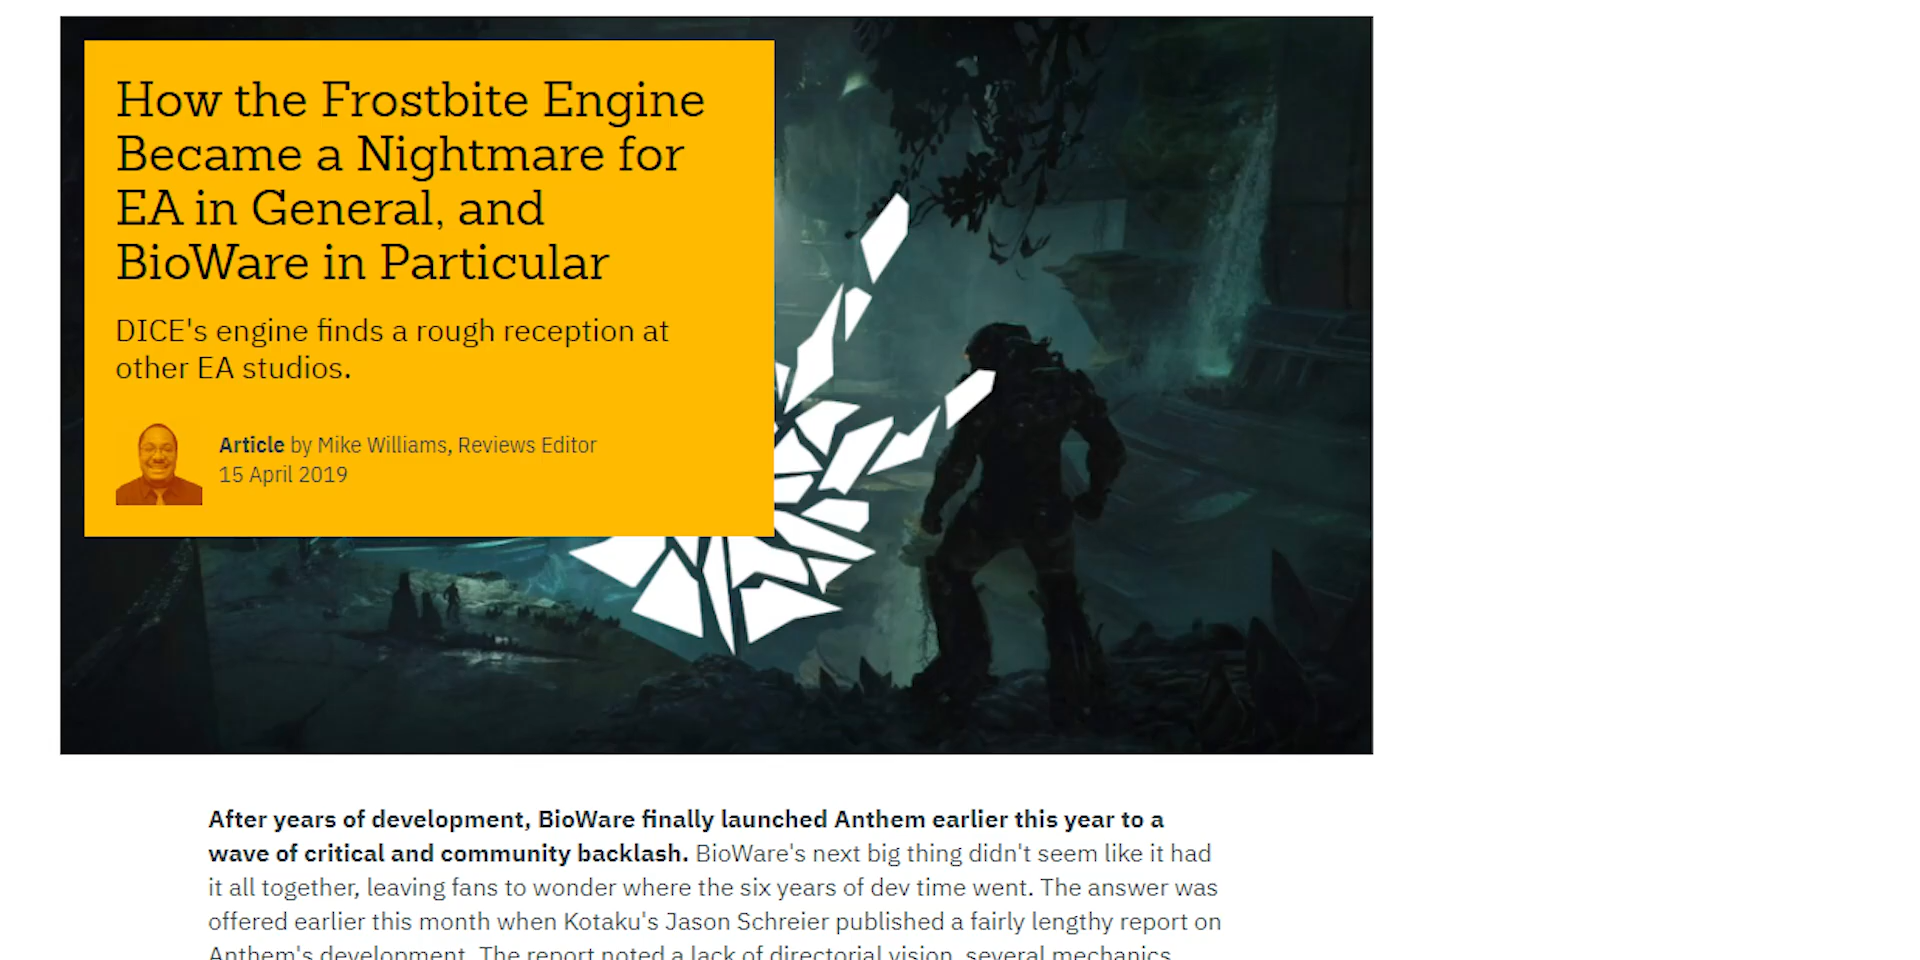 How the Frostbite Engine
Became a Nightmare for
EA in General, and
BioWare in Particular
DICE's engine finds a rough reception at
other EA studios.
Article by Mike Williams, Reviews Editor
15 April 2019
After years of development, BioWare finally launched Anthem earlier this year to a
wave of critical and community backlash. BioWare's next big thing didn't seem like it had
it all together, leaving fans to wonder where the six years of dev time went. The answer was
offered earlier this month when Kotaku's Jason Schreier published a fairly lengthy report on
Anthem's development. The report noted a lack of directorial vision, several mechanics